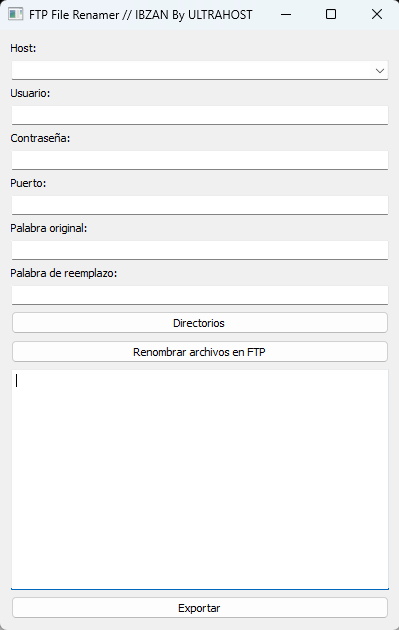 FTP File Renamer // IBZAN By ULTRAHOST
Host:
Usuario:
Contraseña:
Puerto:
Palabra original:
Palabra de reemplazo:
Directorios
Renombrar archivos en FTP
Exportar